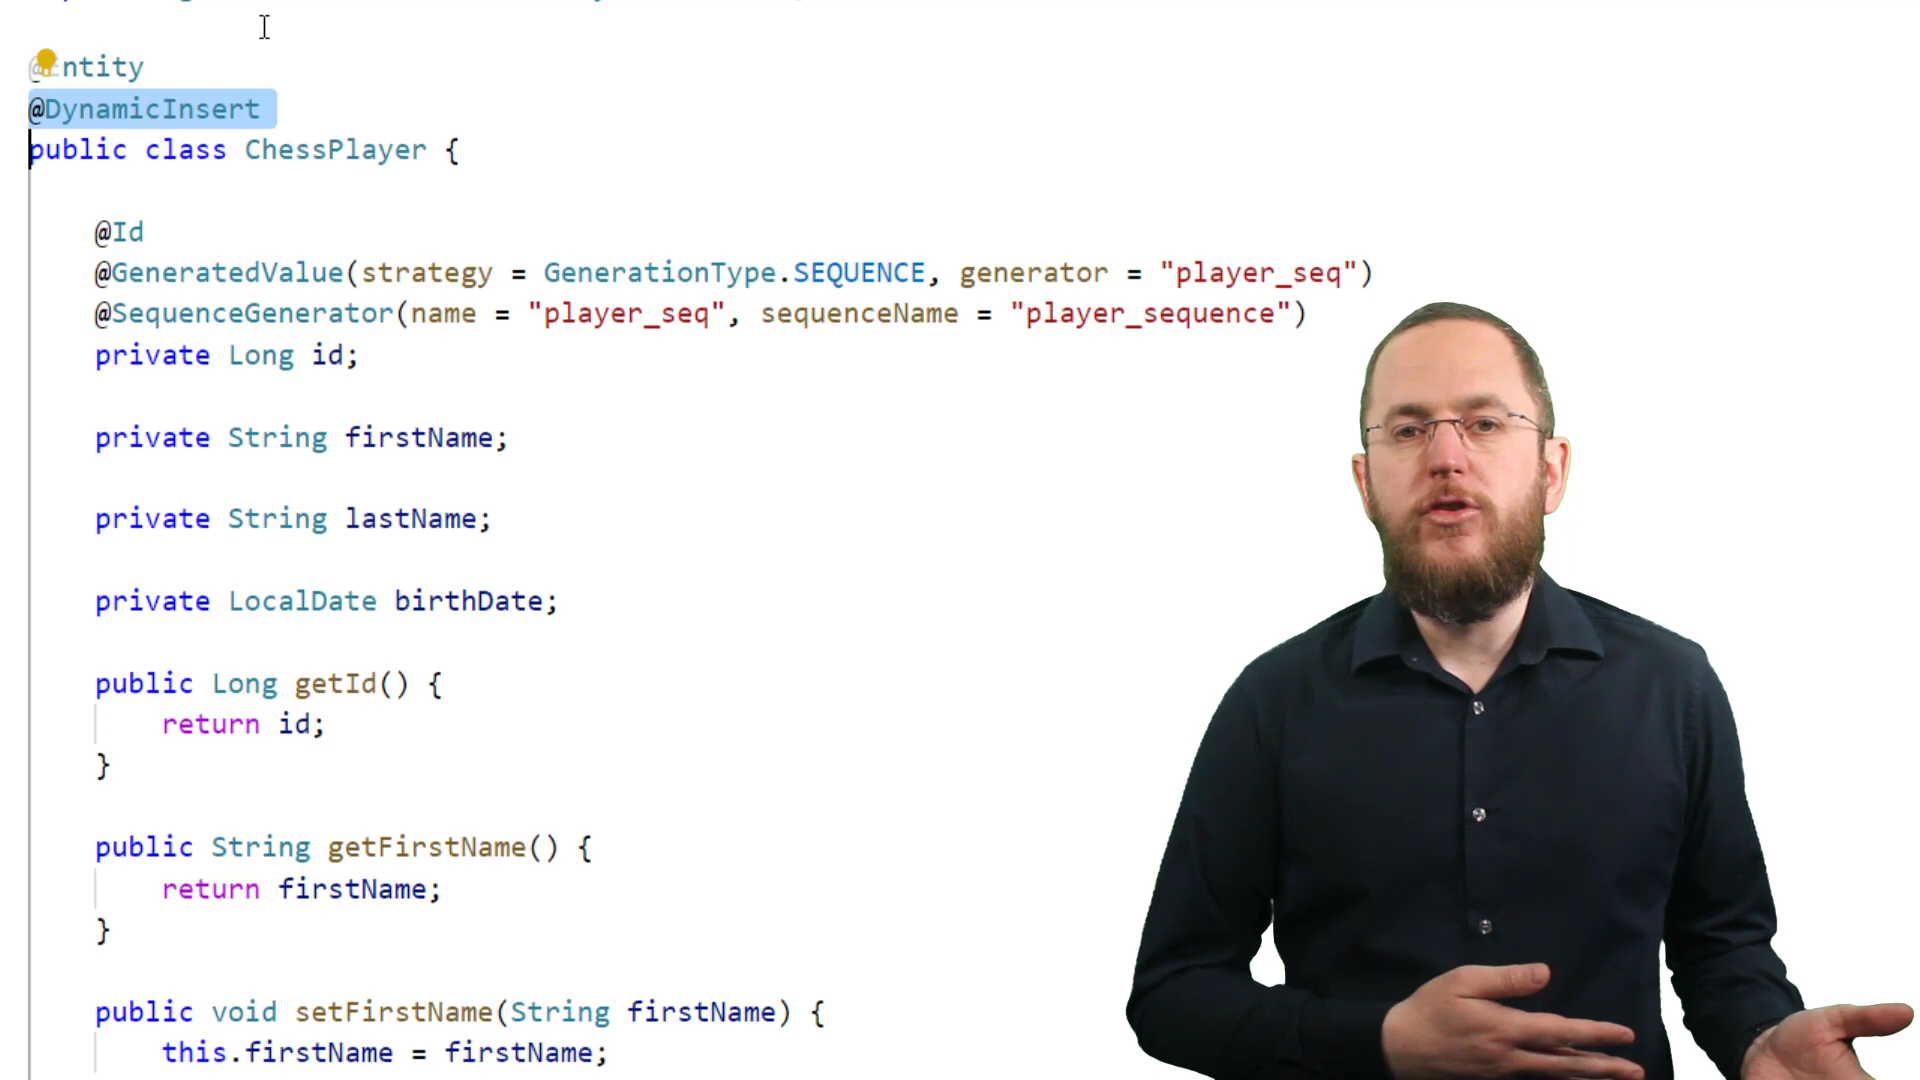 @Entity
@DynamicInsert
public class ChessPlayer {
@Id
@GeneratedValue(strategy = GenerationType.SEQUENCE, generator = "player_seq")
@SequenceGenerator(name = "player_seq", sequenceName = "player_sequence")
private Long id;
private String firstName;
private String lastName;
private LocalDate birthDate;
public Long getId() {
return id;
}
public String getFirstName() {
return firstName;
}
public void setFirstName(String firstName) {
this.firstName = firstName;